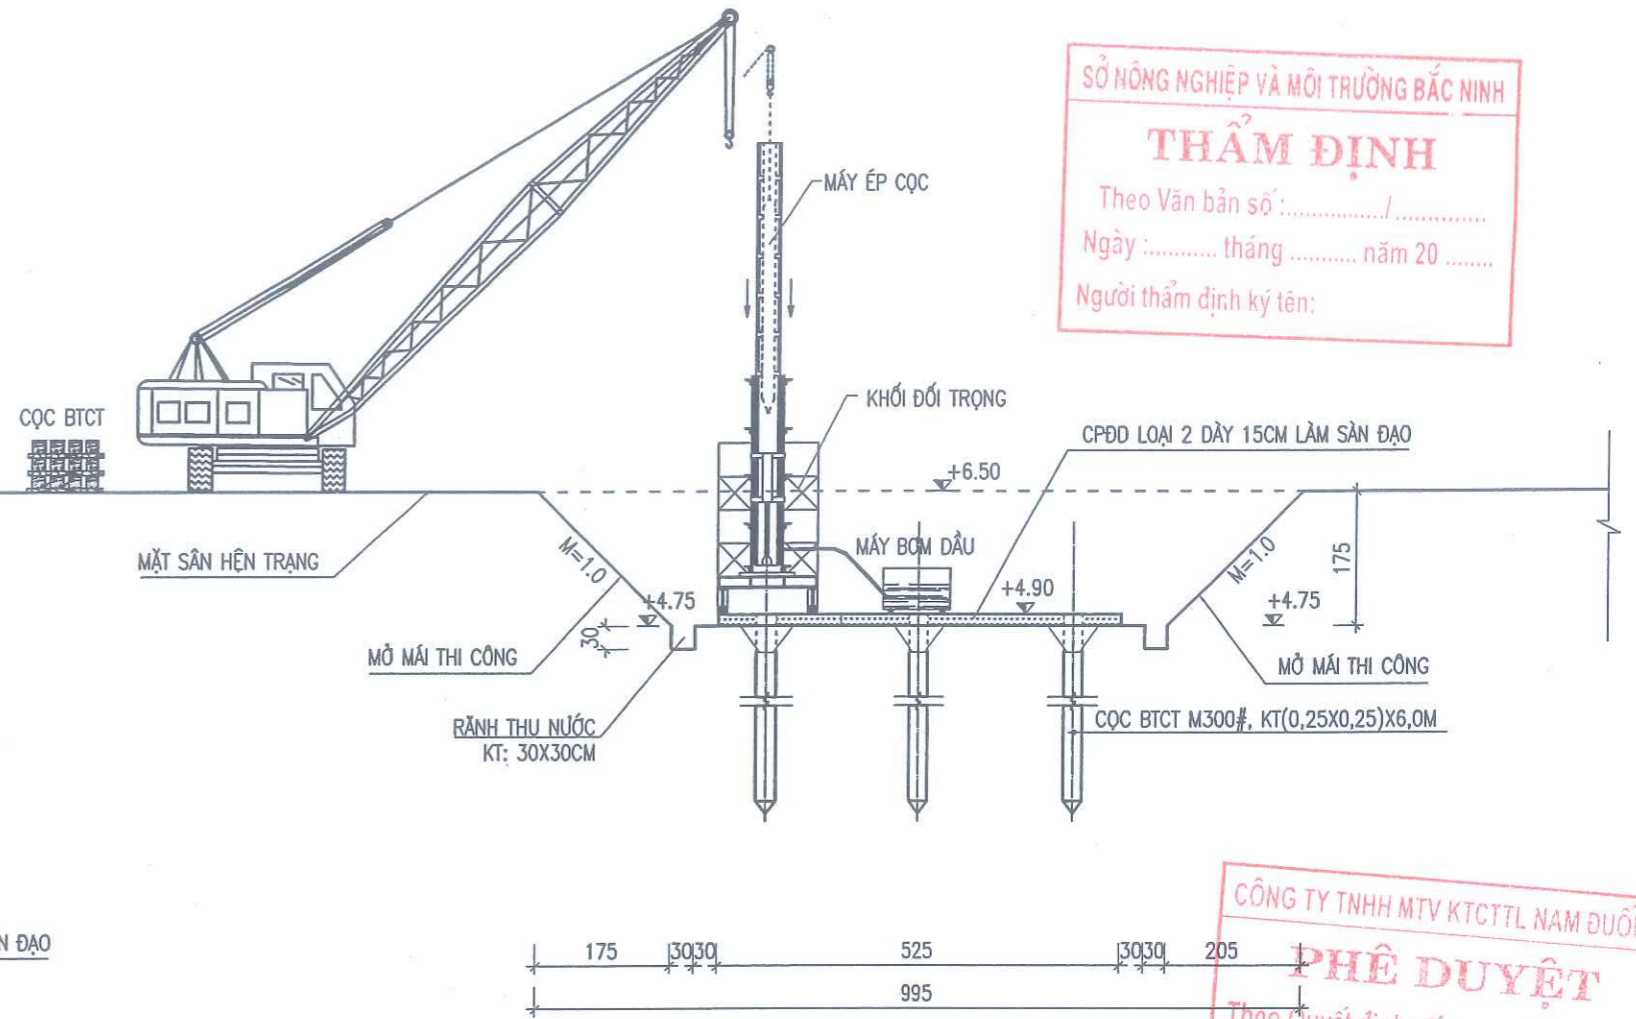 SỞ NÔNG NGHIỆP VÀ MÔI TRƯỜNG BẮC NINH
THẨM ĐỊNH
Theo Văn bản số :................/ ..............
Ngày :........... tháng .......... năm 20 .......
Người thẩm định ký tên:
MÁY ÉP CỌC
KHỐI ĐỐI TRỌNG
CỌC BTCT
CPĐD LOẠI 2 DẦY 15CM LÀM SÀN ĐẠO
+6.50
MẶT SÂN HỆN TRẠNG
M=1.0
MÁY BƠM DẦU
M=1.0
175
+4.75
+4.90
+4.75
30
MỞ MÁI THI CÔNG
MỞ MÁI THI CÔNG
RÃNH THU NƯỚC
KT: 30X30CM
CỌC BTCT M300#, KT(0,25X0,25)X6,0M
CÔNG TY TNHH MTV KTCTTL NAM ĐUỐ
PHÊ DUYỆT
N ĐẠO
175 30 30 525 30 30 205
995